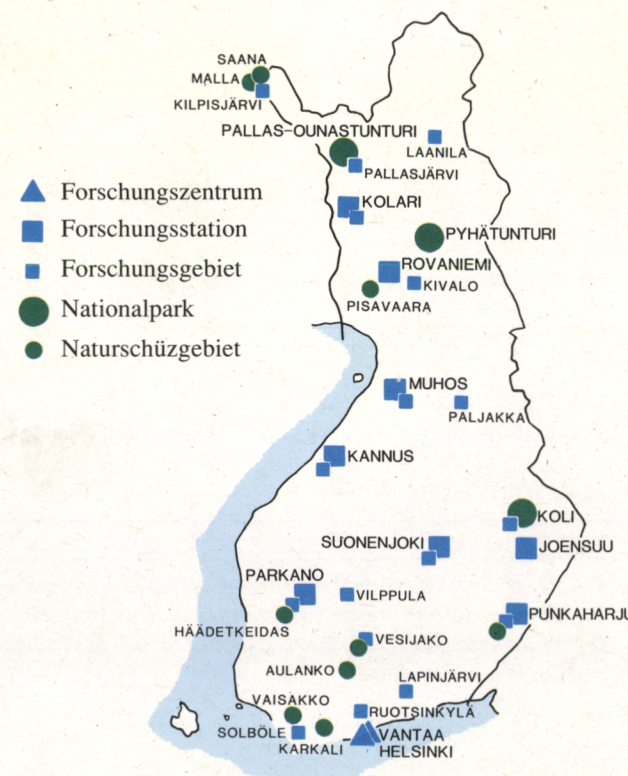 SAANA
MALLA
KILPISJÄRVI
PALLAS-OUNASTUNTURI
LAANILA
PALLASJÄRVI
Forschungszentrum
KOLARI
Forschungsstation
PYHÄTUNTURI
Forschungsgebiet
ROVANIEMI
KIVALO
Nationalpark
PISAVAARA
Naturschüzgebiet
MUHOS
PALJAKKA
KANNUS
KOLI
SUONENJOKI
JOENSUU
PARKANO
VILPPULA
PUNKAHARJU
HÄÄDETKEIDAS
VESIJAKO
AULANKO
LAPINJÄRVI
VAISAKKO
RUOTSINKYLÄ
SOLBÖLE
VANTAA
KARKALI
HELSINKI